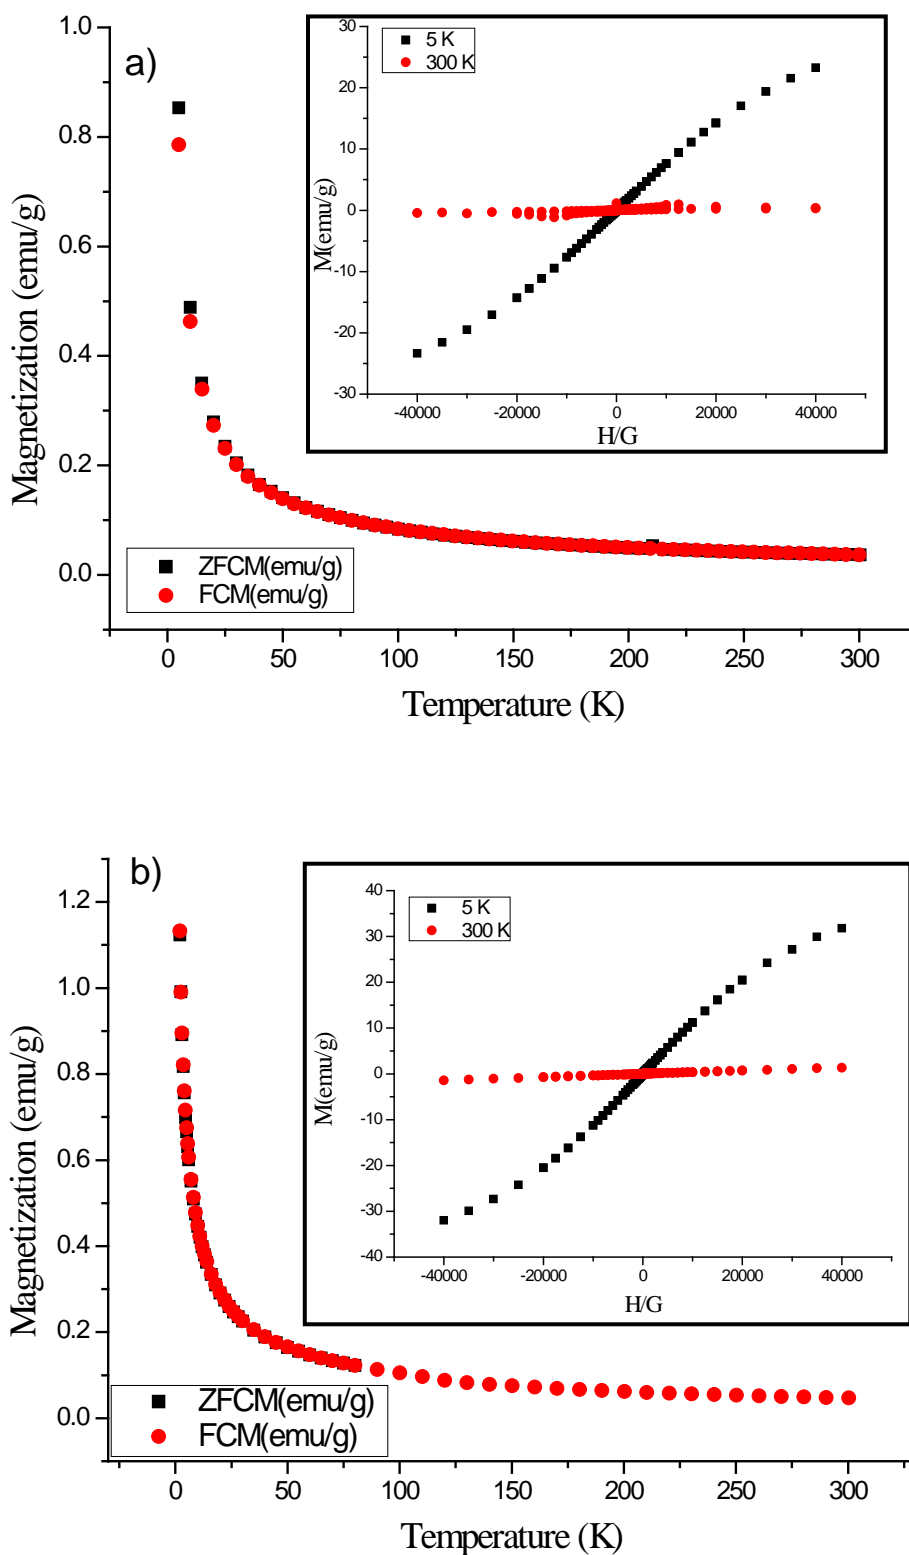 a)
1.0
0.8
0.6
0.4
0.2
0.0
Magnetization (emu/g)
ZFCM(emu/g)
FCM(emu/g)
0 50 100 150 200 250 300
Temperature (K)
5 K
300 K
30
20
10
0
-10
-20
-30
M(emu/g)
-40000 -20000 0 20000 40000
H/G
b)
1.2
1.0
0.8
0.6
0.4
0.2
0.0
Magnetization (emu/g)
ZFCM(emu/g)
FCM(emu/g)
0 50 100 150 200 250 300
Temperature (K)
5 K
300 K
40
30
20
10
0
-10
-20
-30
-40
M(emu/g)
-40000 -20000 0 20000 40000
H/G